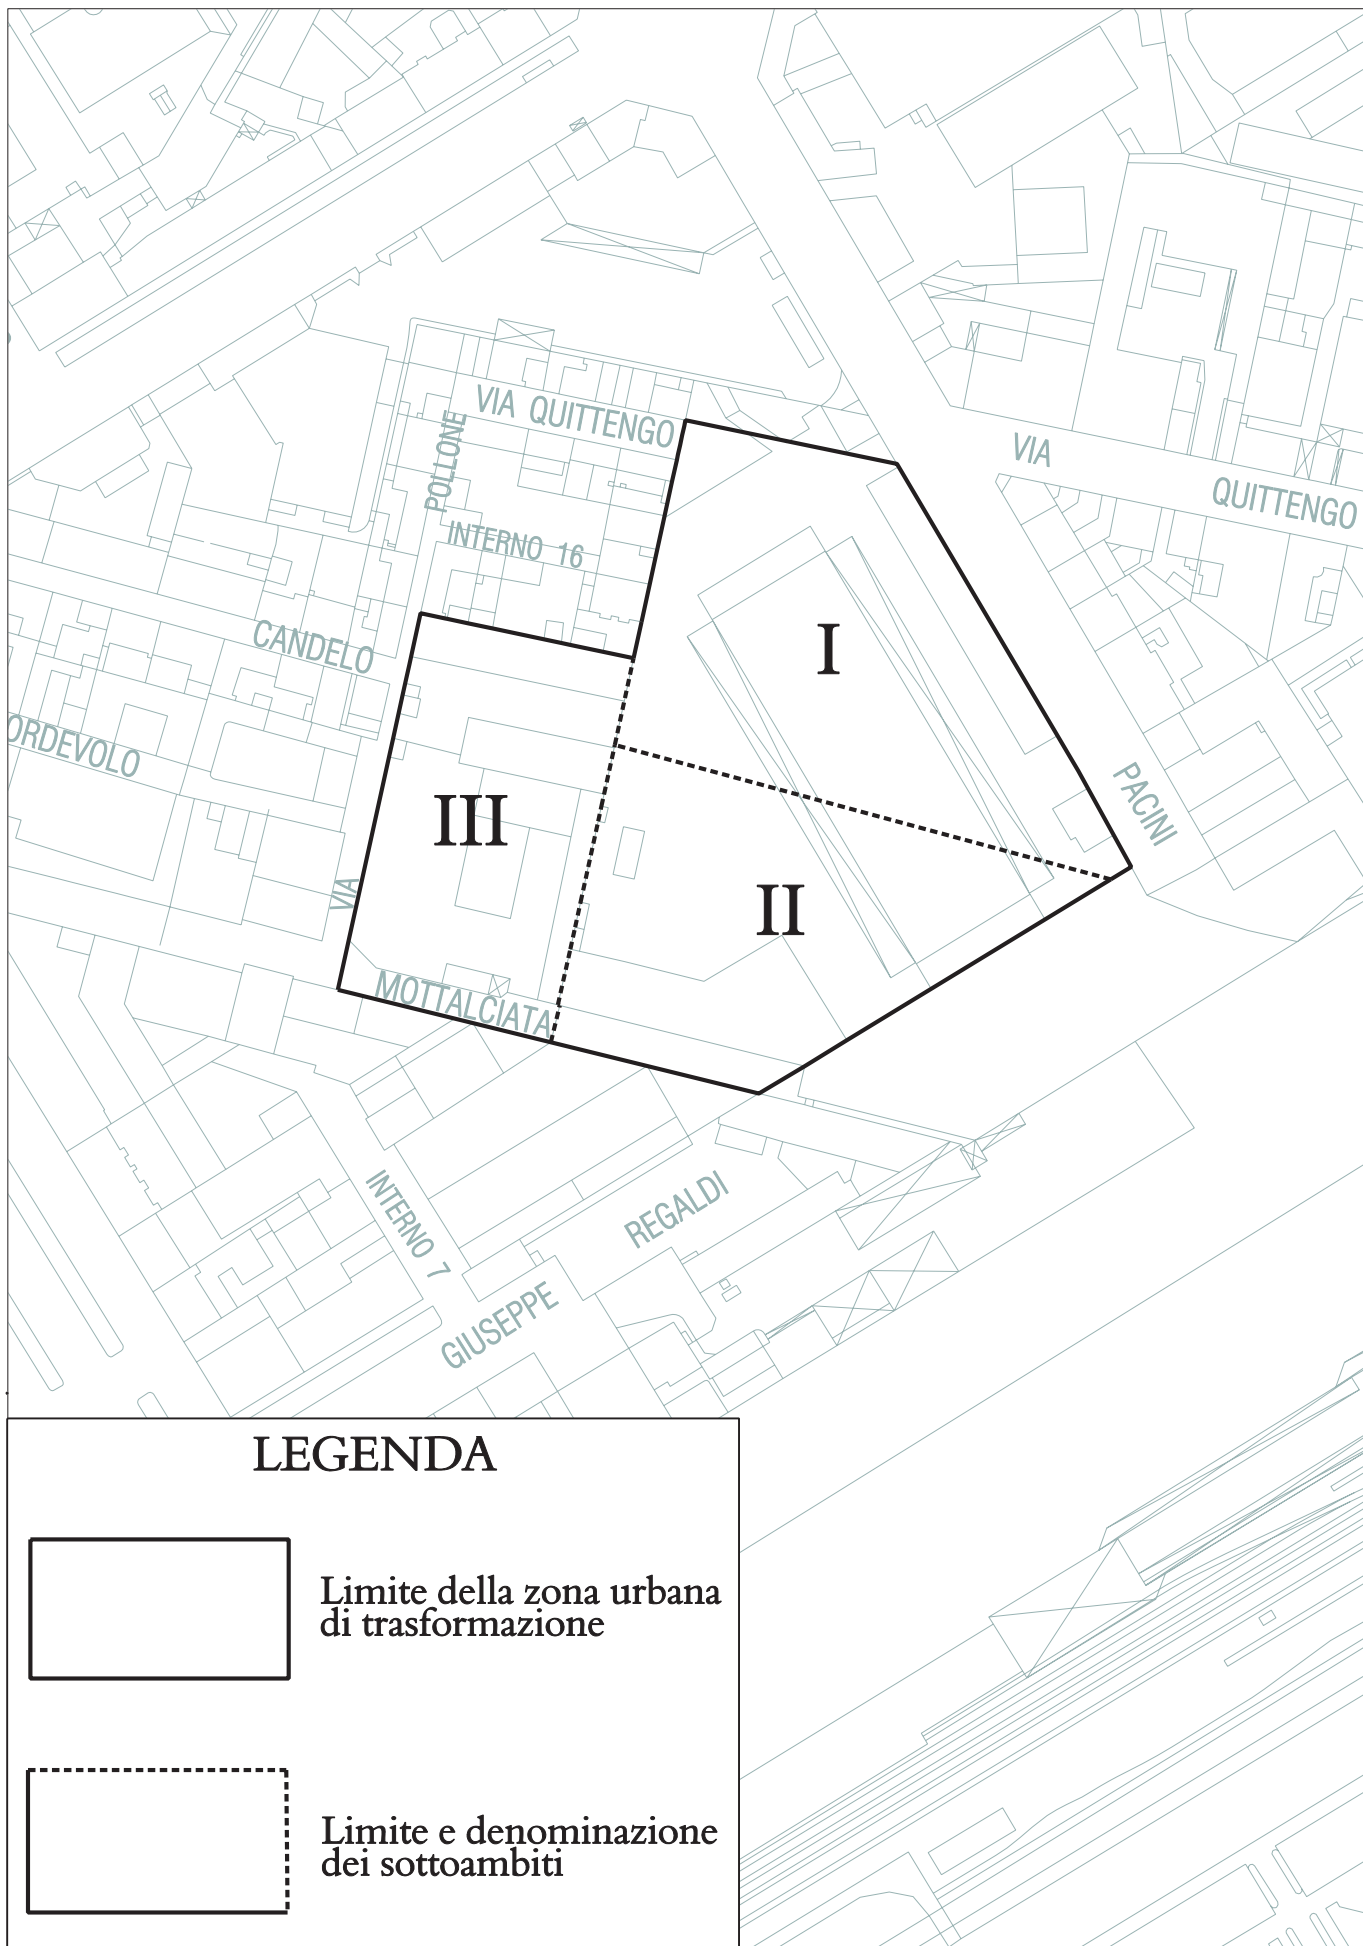 VIA QUITTENGO
POLLONE
INTERNO 16
VIA
QUITTENGO
CANDELO
ORDEVOLO
I
PACINI
III
II
VIA
MOTTALCIATA
INTERNO 7
REGALDI
GIUSEPPE
LEGENDA
Limite della zona urbana
di trasformazione
Limite e denominazione
dei sottoambiti